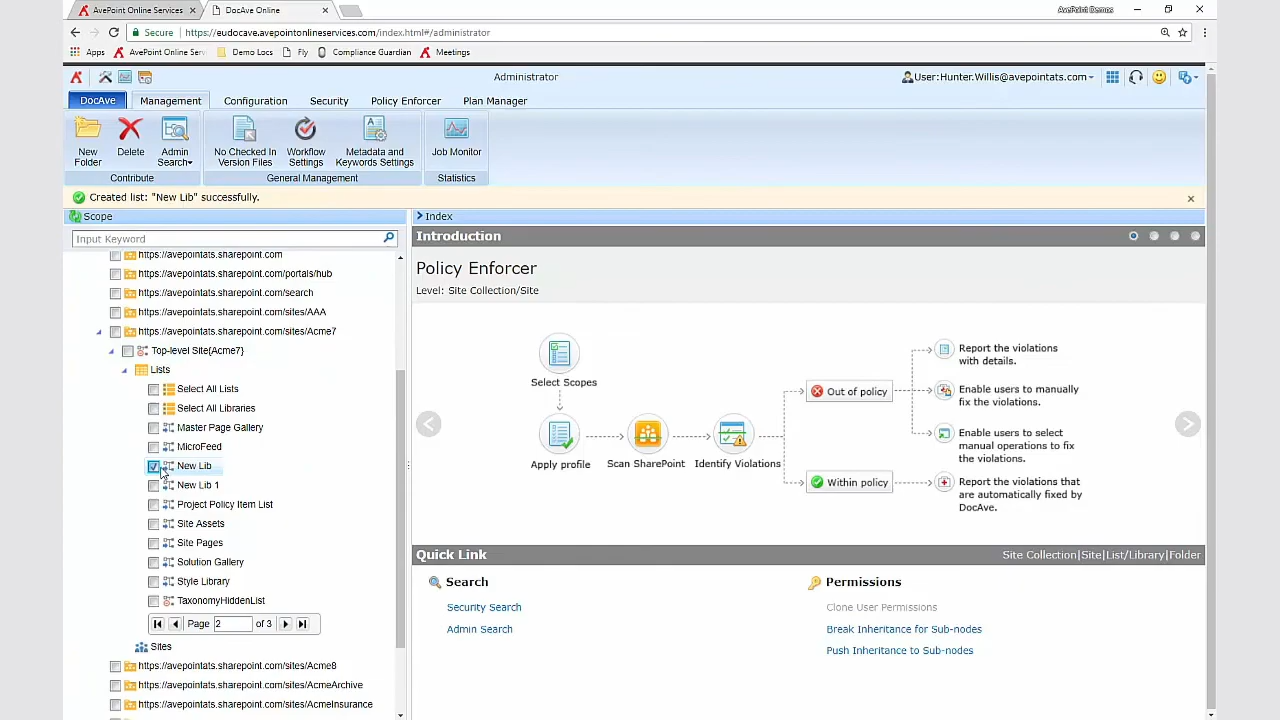 AvePoint Online Services
DocAve Online
AvePoint Demos
Secure
https://eudocave.avepointonlineservices.com/index.html#/administrator
Apps
AvePoint Online Serv
Demo Locs
Fly
Compliance Guardian
Meetings
Administrator
User:Hunter.Willis@avepointats.com
DocAve
Management
Configuration
Security
Policy Enforcer
Plan Manager
New
Folder
Delete
Admin
Search
No Checked In
Version Files
Workflow
Settings
Metadata and
Keywords Settings
Job Monitor
Contribute
General Management
Statistics
Created list: "New Lib" successfully.
Scope
Input Keyword
https://avepointats.sharepoint.com
https://avepointats.sharepoint.com/portals/hub
https://avepointats.sharepoint.com/search
https://avepointats.sharepoint.com/sites/AAA
https://avepointats.sharepoint.com/sites/Acme7
Top-level Site{Acme7}
Lists
Select All Lists
Select All Libraries
Master Page Gallery
MicroFeed
New Lib
New Lib 1
Project Policy Item List
Site Assets
Site Pages
Solution Gallery
Style Library
TaxonomyHiddenList
Page 2 of 3
Sites
https://avepointats.sharepoint.com/sites/Acme8
https://avepointats.sharepoint.com/sites/AcmeArchive
https://avepointats.sharepoint.com/sites/AcmeInsurance
Index
Introduction
Policy Enforcer
Level: Site Collection/Site
Select Scopes
Apply profile
Scan SharePoint
Identify Violations
Out of policy
Within policy
Report the violations
with details.
Enable users to manually
fix the violations.
Enable users to select
manual operations to fix
the violations.
Report the violations that
are automatically fixed by
DocAve.
Quick Link
Site Collection|Site|List/Library|Folder
Search
Security Search
Admin Search
Permissions
Clone User Permissions
Break Inheritance for Sub-nodes
Push Inheritance to Sub-nodes